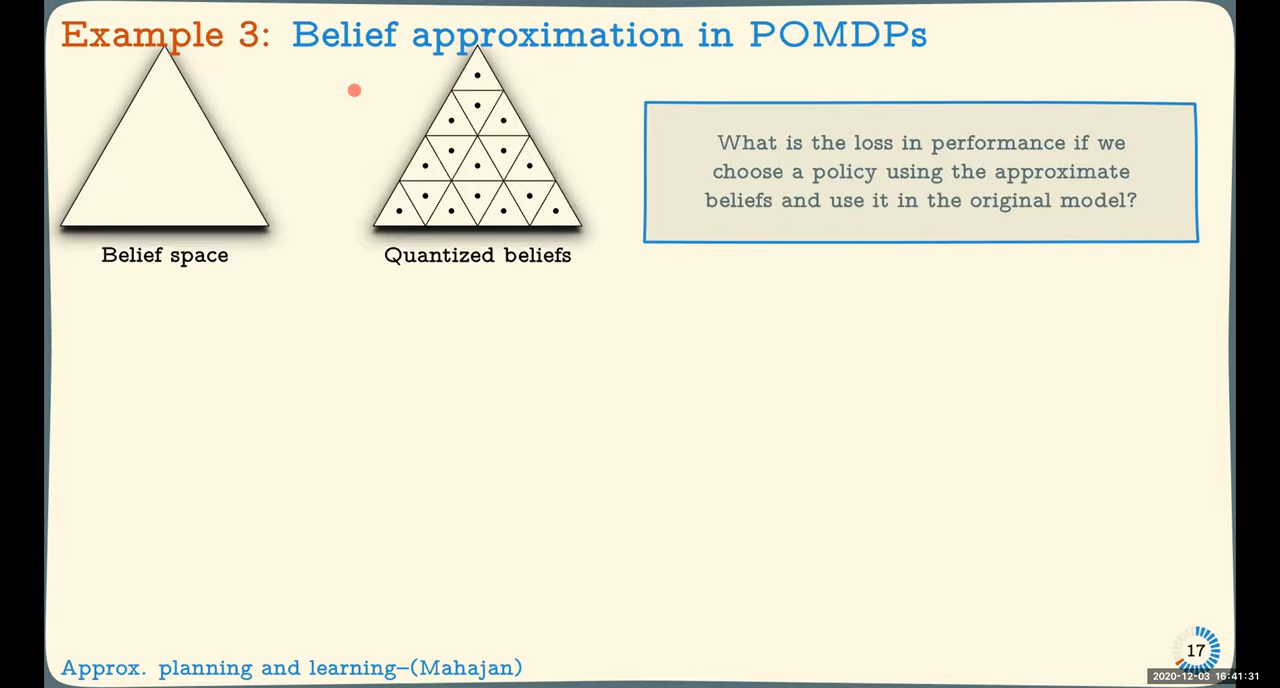 Example 3: Belief approximation in POMDPs
What is the loss in performance if we
choose a policy using the approximate
beliefs and use it in the original model?
Belief space
Quantized beliefs
Approx. planning and learning–(Mahajan)
17
2020-12-03 16:41:31